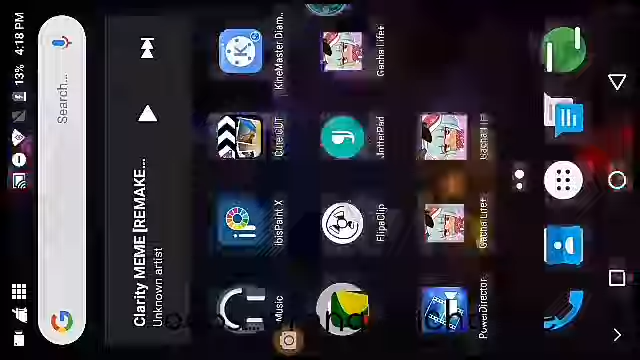 13% 4:18 PM
Search...
Clarity MEME [REMAKE...
Unknown artist
Music
ibisPaint X
CuteCUT
KineMaster Diam..
FlipaClip
JotterPad
Gacha Life+
PowerDirector
Gacha Life+